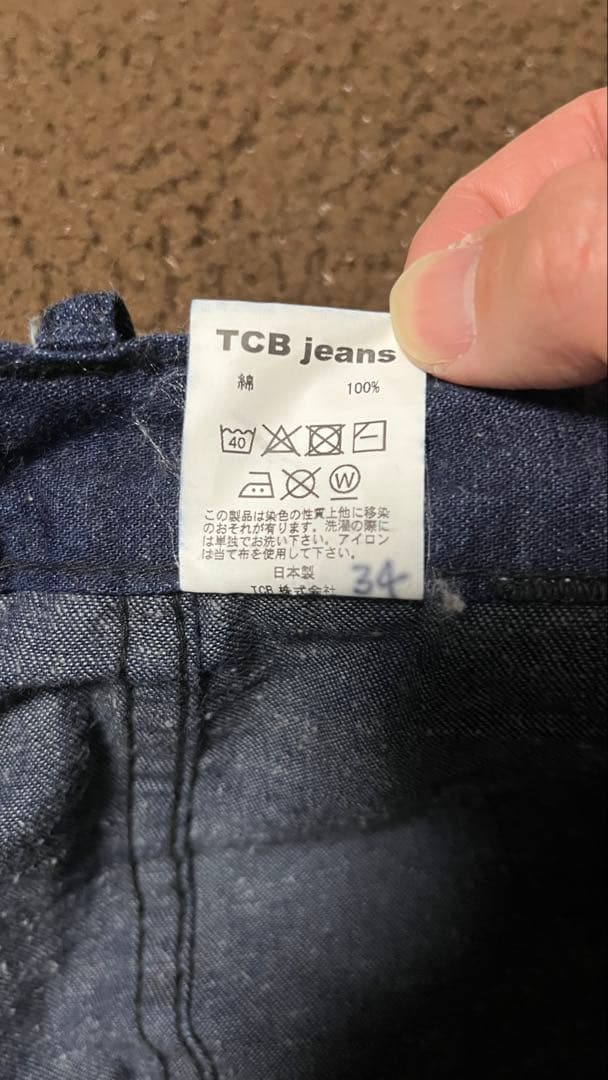 TCB jeans
綿 100%
40
W
この製品は染色の性質上他に移染
のおそれが有ります。洗濯の際に
は単独でお洗い下さい。アイロン
は当て布を使用して下さい。
日本製 34
TCB 株式会社